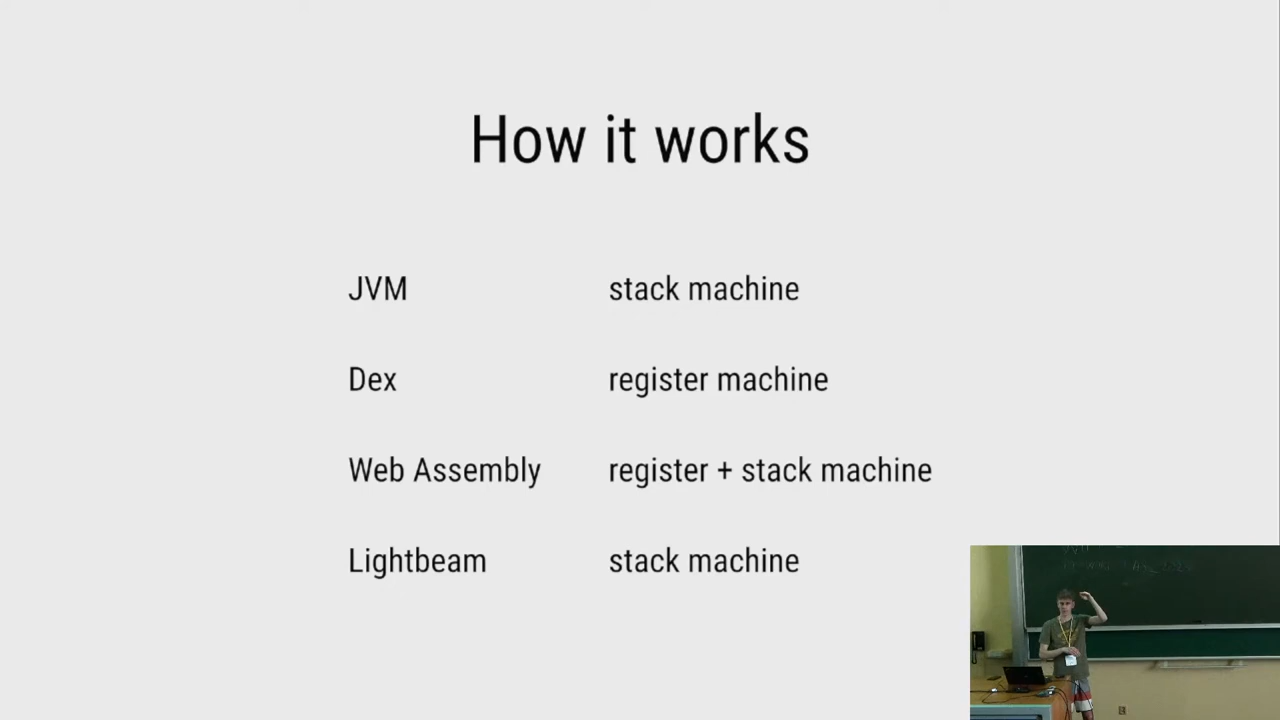 How it works
JVM stack machine
Dex register machine
Web Assembly register + stack machine
Lightbeam stack machine